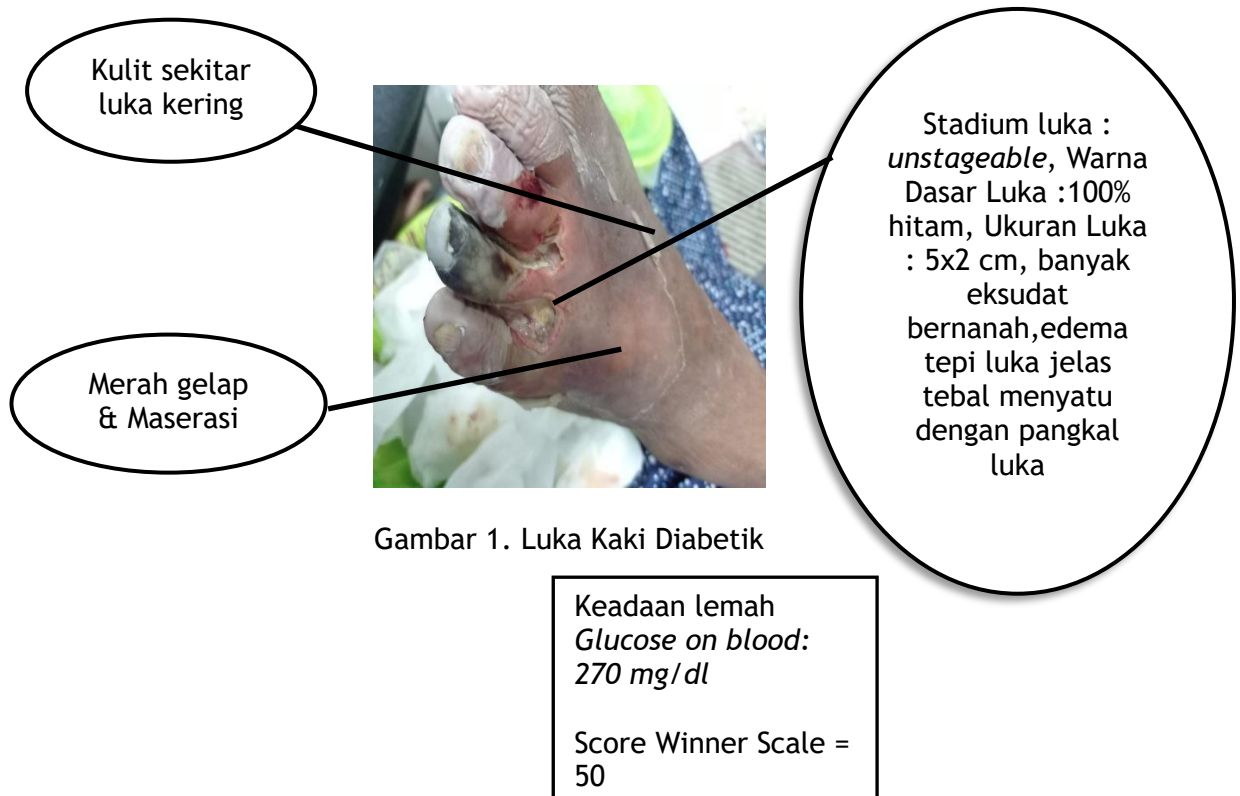 Kulit sekitar
luka kering
Merah gelap
& Maserasi
Stadium luka :
unstageable, Warna
Dasar Luka :100%
hitam, Ukuran Luka
: 5x2 cm, banyak
eksudat
bernanah,edema
tepi luka jelas
tebal menyatu
dengan pangkal
luka
Gambar 1. Luka Kaki Diabetik
Keadaan lemah
Glucose on blood:
270 mg/dl
Score Winner Scale =
50